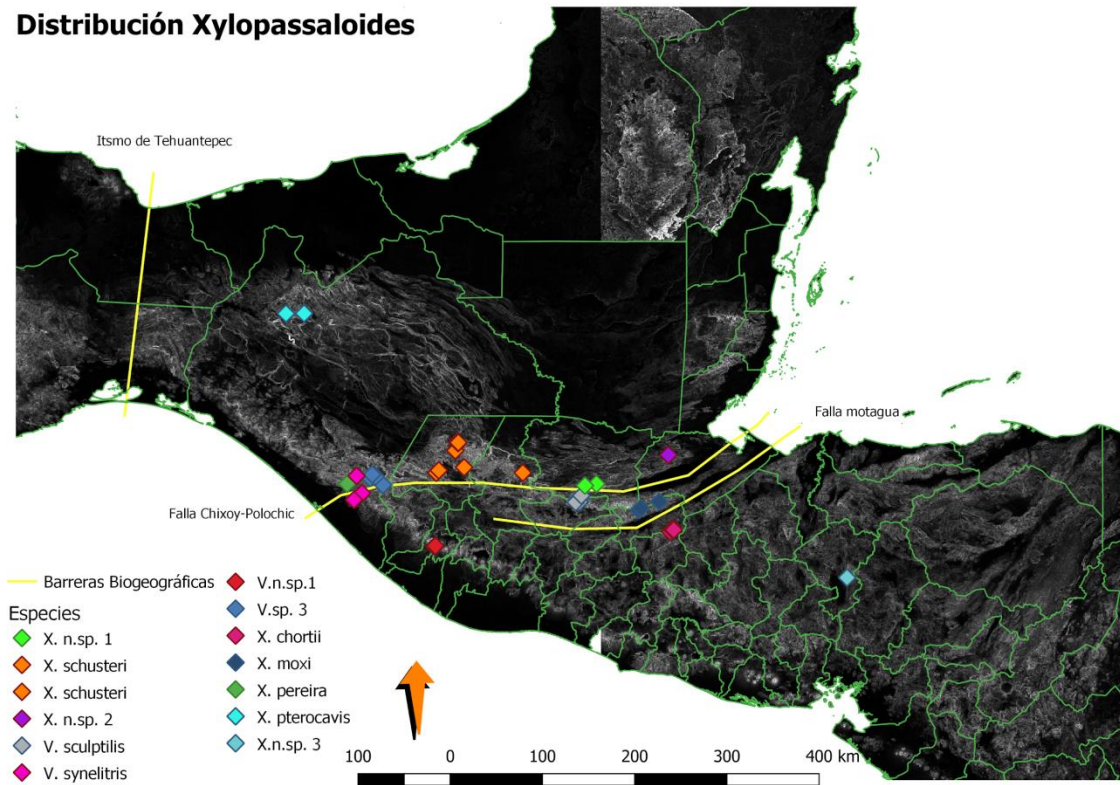 Distribución Xylopassaloides
Itsmo de Tehuantepec
Falla motagua
Falla Chixoy-Polochic
Barreras Biogeográficas
Especies
X. n.sp. 1
X. schusteri
X. schusteri
X. n.sp. 2
V. sculptilis
V. synelitris
V.n.sp.1
V.sp. 3
X. chortii
X. moxi
X. pereira
X. pterocavis
X.n.sp. 3
100 0 100 200 300 400 km